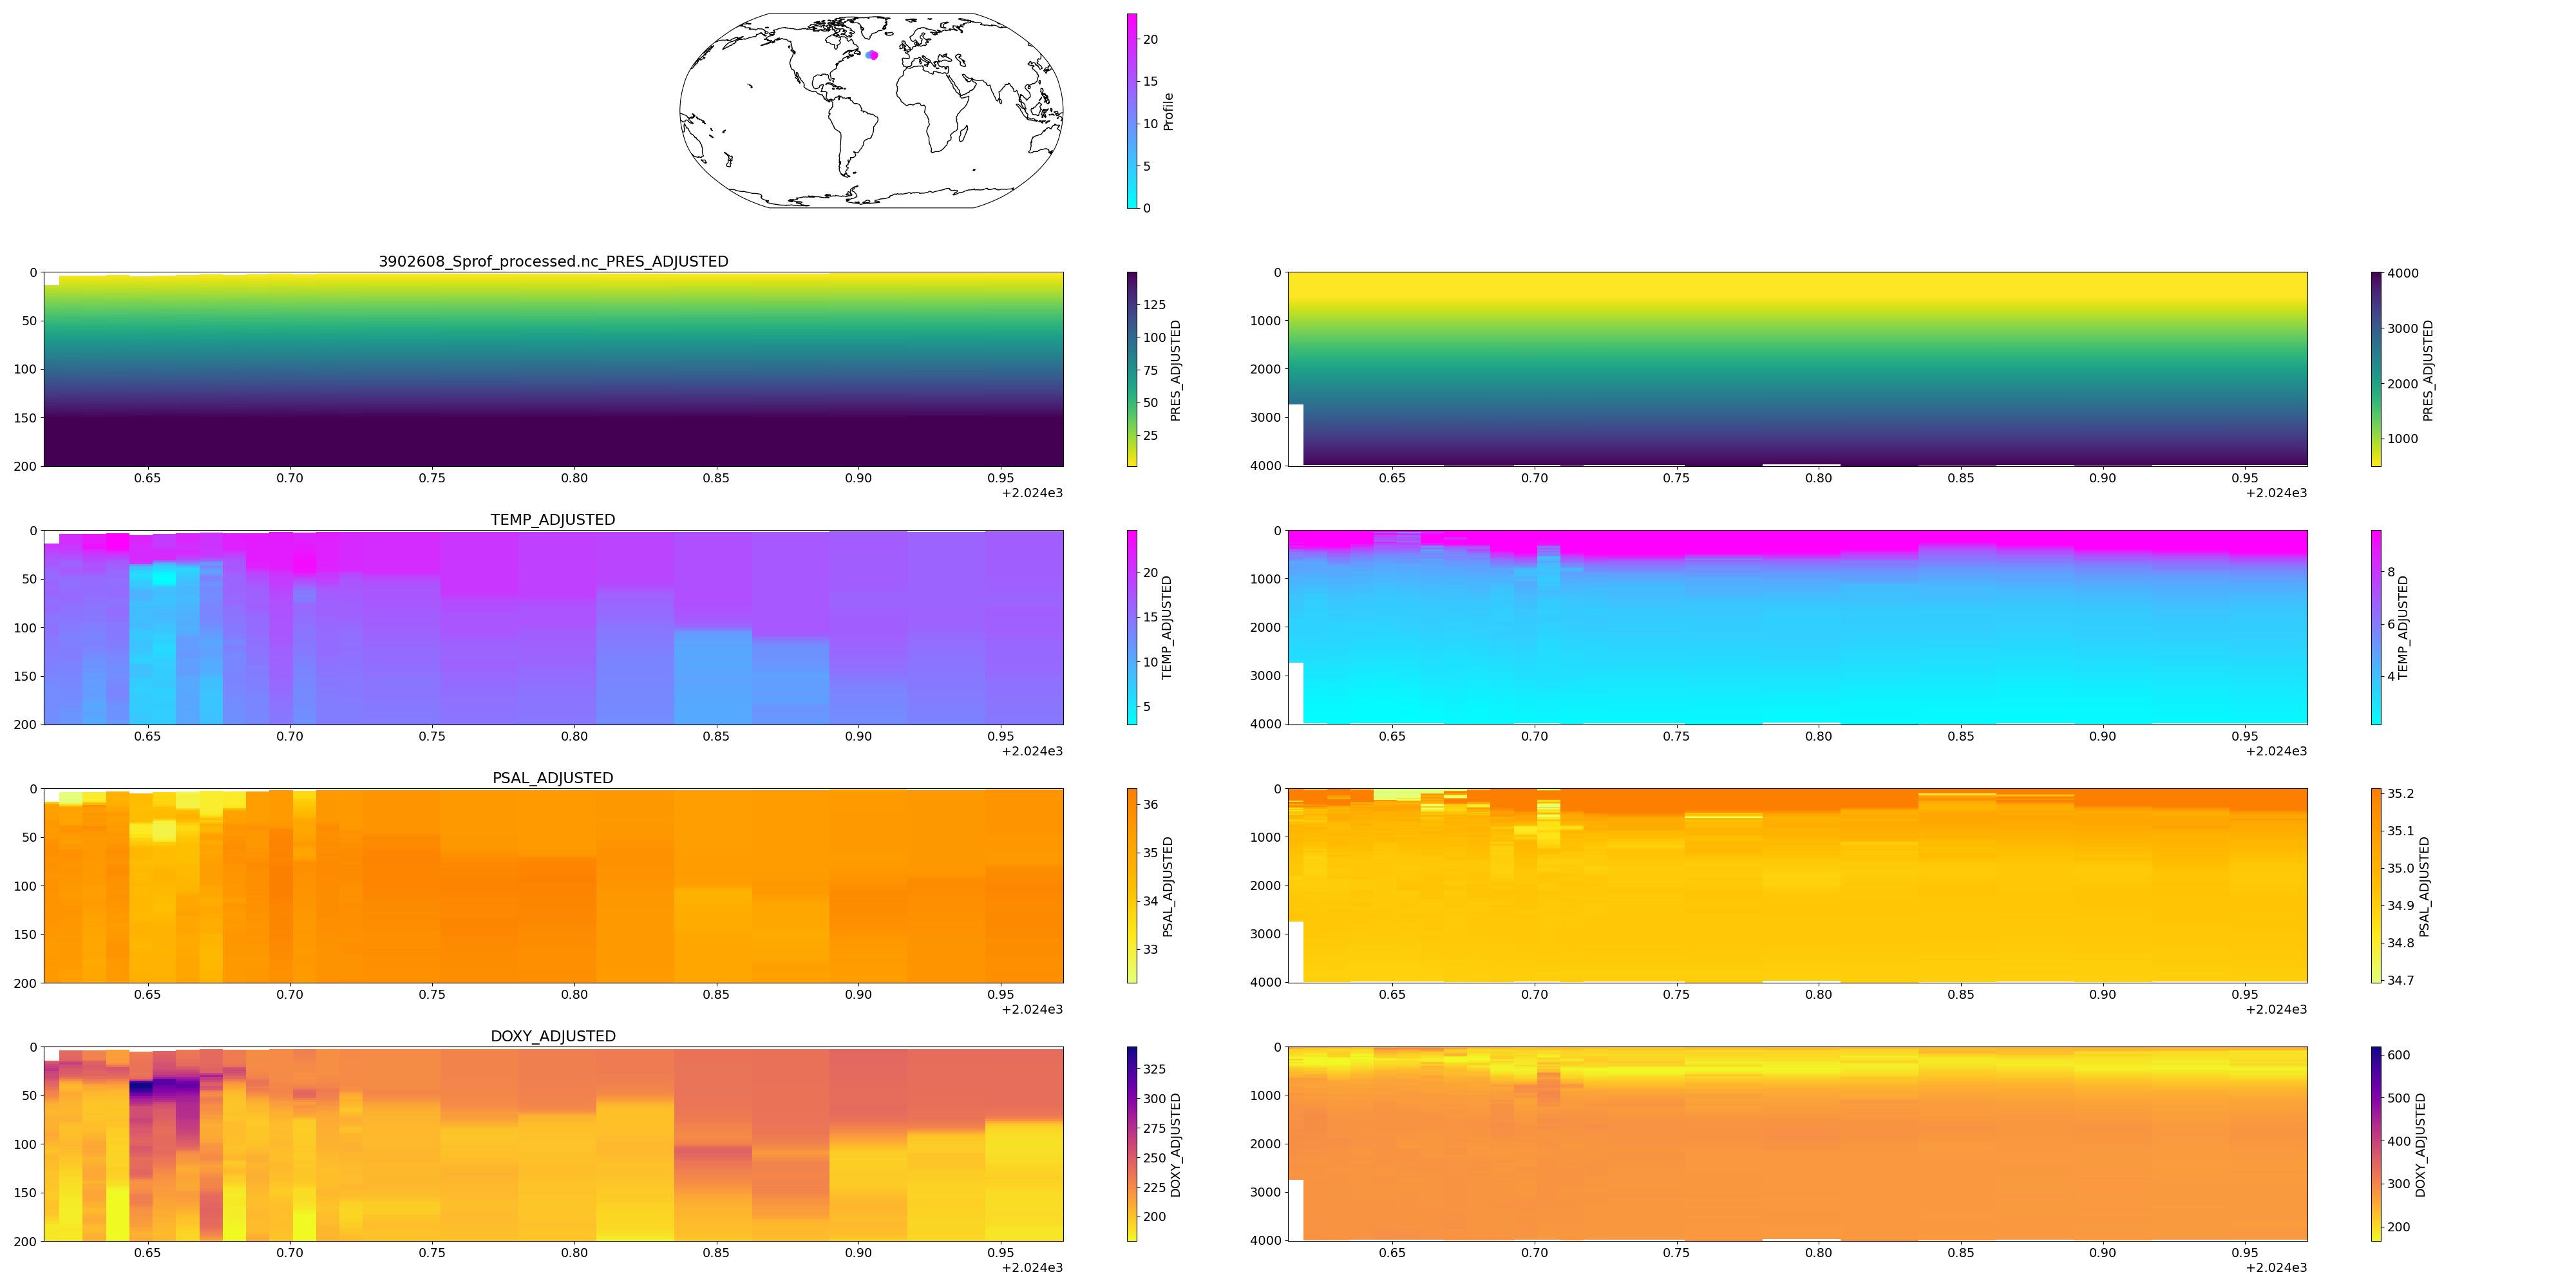 20
15
10
5
0
Profile
3902608_Sprof_processed.nc_PRES_ADJUSTED
0
50
100
150
200
0.65 0.70 0.75 0.80 0.85 0.90 0.95
+2.024e3
125
100
75
50
25
PRES_ADJUSTED
0
1000
2000
3000
4000
0.65 0.70 0.75 0.80 0.85 0.90 0.95
+2.024e3
4000
3000
2000
1000
PRES_ADJUSTED
TEMP_ADJUSTED
0
50
100
150
200
0.65 0.70 0.75 0.80 0.85 0.90 0.95
+2.024e3
20
15
10
5
TEMP_ADJUSTED
0
1000
2000
3000
4000
0.65 0.70 0.75 0.80 0.85 0.90 0.95
+2.024e3
8
6
4
TEMP_ADJUSTED
PSAL_ADJUSTED
0
50
100
150
200
0.65 0.70 0.75 0.80 0.85 0.90 0.95
+2.024e3
36
35
34
33
PSAL_ADJUSTED
0
1000
2000
3000
4000
0.65 0.70 0.75 0.80 0.85 0.90 0.95
+2.024e3
35.2
35.1
35.0
34.9
34.8
34.7
PSAL_ADJUSTED
DOXY_ADJUSTED
0
50
100
150
200
0.65 0.70 0.75 0.80 0.85 0.90 0.95
+2.024e3
325
300
275
250
225
200
DOXY_ADJUSTED
0
1000
2000
3000
4000
0.65 0.70 0.75 0.80 0.85 0.90 0.95
+2.024e3
600
500
400
300
200
DOXY_ADJUSTED